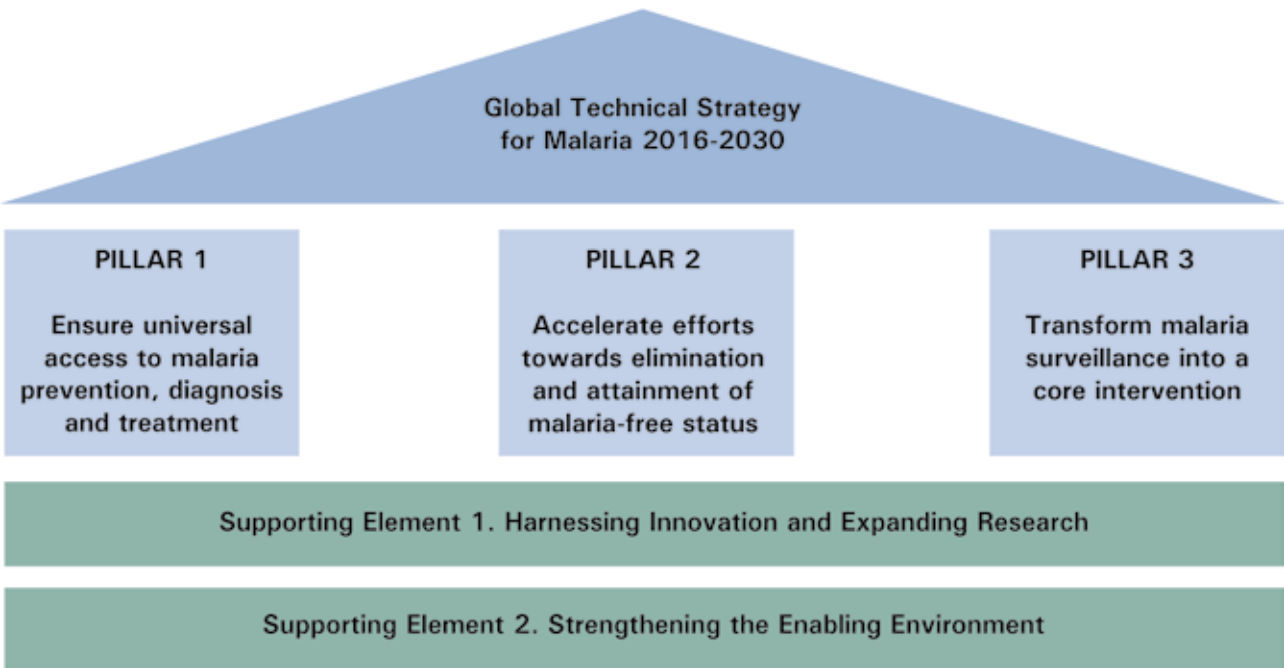 Global Technical Strategy
for Malaria 2016-2030
PILLAR 1
Ensure universal
access to malaria
prevention, diagnosis
and treatment
PILLAR 2
Accelerate efforts
towards elimination
and attainment of
malaria-free status
PILLAR 3
Transform malaria
surveillance into a
core intervention
Supporting Element 1. Harnessing Innovation and Expanding Research
Supporting Element 2. Strengthening the Enabling Environment